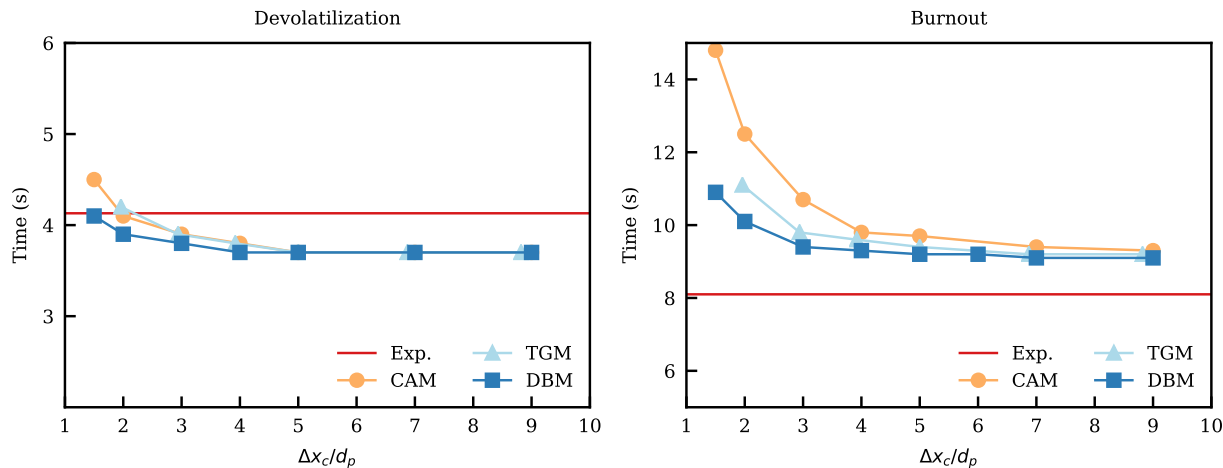 Devolatilization
6
5
4
3
Time (s)
Exp.
CAM
TGM
DBM
1 2 3 4 5 6 7 8 9 10
Δx_c/d_p
Burnout
14
12
10
8
6
Time (s)
Exp.
CAM
TGM
DBM
1 2 3 4 5 6 7 8 9 10
Δx_c/d_p